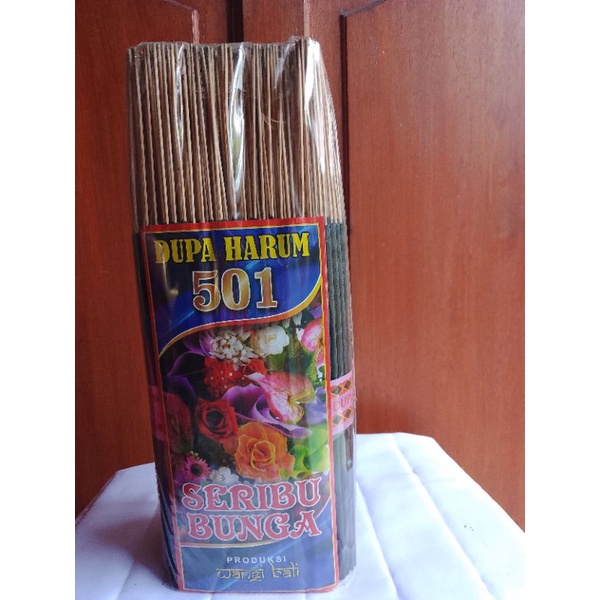 DUPA HARUM
501
SERIBU
BUNGA
PRODUKSI
wangi bali